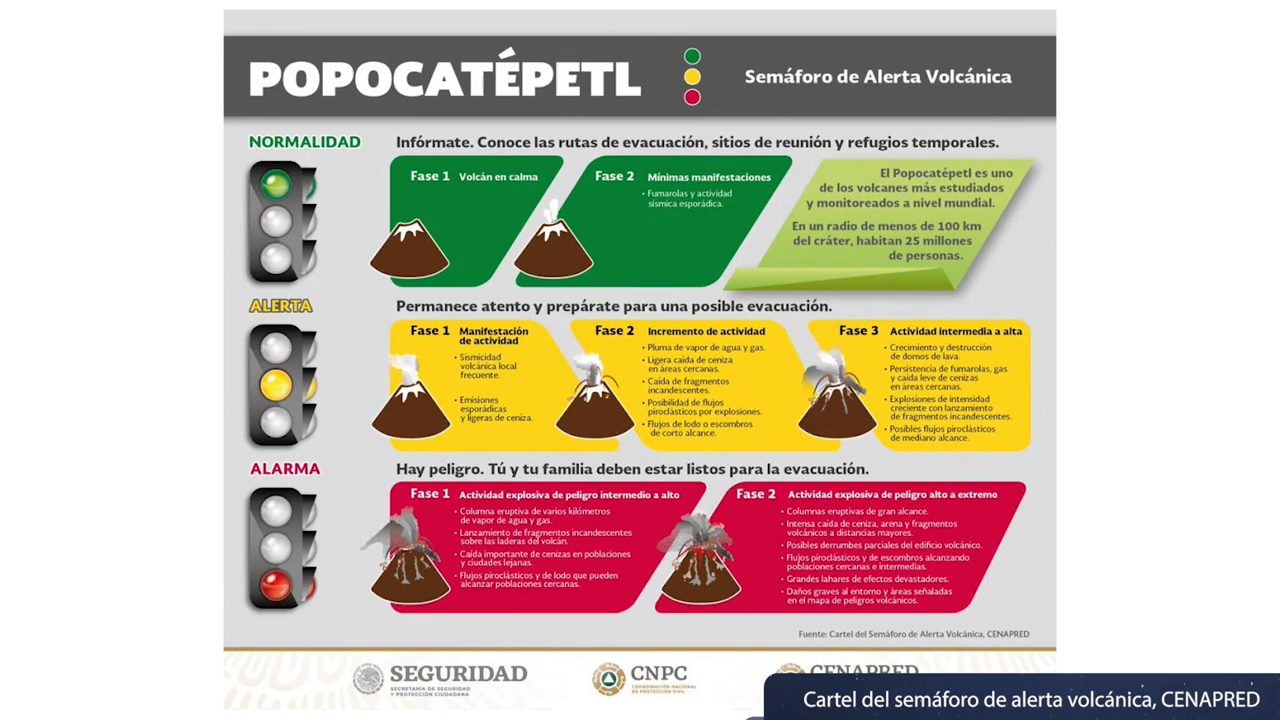 POPOCATÉPETL
Semáforo de Alerta Volcánica
NORMALIDAD
Infórmate. Conoce las rutas de evacuación, sitios de reunión y refugios temporales.
Fase 1 Volcán en calma
Fase 2 Mínimas manifestaciones
• Fumarolas y actividad
sísmica esporádica.
El Popocatépetl es uno
de los volcanes más estudiados
y monitoreados a nivel mundial.
En un radio de menos de 100 km
del cráter, habitan 25 millones
de personas.
ALERTA
Permanece atento y prepárate para una posible evacuación.
Fase 1 Manifestación
de actividad
• Sismicidad
volcánica local
frecuente.
• Emisiones
esporádicas
y ligeras de ceniza.
Fase 2 Incremento de actividad
• Pluma de vapor de agua y gas.
• Ligera caída de ceniza
en áreas cercanas.
• Caída de fragmentos
incandescentes.
• Posibilidad de flujos
piroclásticos por explosiones.
• Flujos de lodo o escombros
de corto alcance.
Fase 3 Actividad intermedia a alta
• Crecimiento y destrucción
de domos de lava.
• Persistencia de fumarolas, gas
y caída leve de cenizas
en áreas cercanas.
• Explosiones de intensidad
creciente con lanzamiento
de fragmentos incandescentes.
• Posibles flujos piroclásticos
de mediano alcance.
ALARMA
Hay peligro. Tú y tu familia deben estar listos para la evacuación.
Fase 1 Actividad explosiva de peligro intermedio a alto
• Columna eruptiva de varios kilómetros
de vapor de agua y gas.
• Lanzamiento de fragmentos incandescentes
sobre las laderas del volcán.
• Caída importante de cenizas en poblaciones
y ciudades lejanas.
• Flujos piroclásticos y de lodo que pueden
alcanzar poblaciones cercanas.
Fase 2 Actividad explosiva de peligro alto a extremo
• Columnas eruptivas de gran alcance.
• Intensa caída de ceniza, arena y fragmentos
volcánicos a distancias mayores.
• Posibles derrumbes parciales del edificio volcánico.
• Flujos piroclásticos y de escombros alcanzando
poblaciones cercanas e intermedias.
• Grandes lahares de efectos devastadores.
• Daños graves al entorno y áreas señaladas
en el mapa de peligros volcánicos.
Fuente: Cartel del Semáforo de Alerta Volcánica, CENAPRED
SEGURIDAD
SECRETARÍA DE SEGURIDAD
Y PROTECCIÓN CIUDADANA
CNPC
COORDINACIÓN NACIONAL
DE PROTECCIÓN CIVIL
CENAPRED
Cartel del semáforo de alerta volcánica, CENAPRED